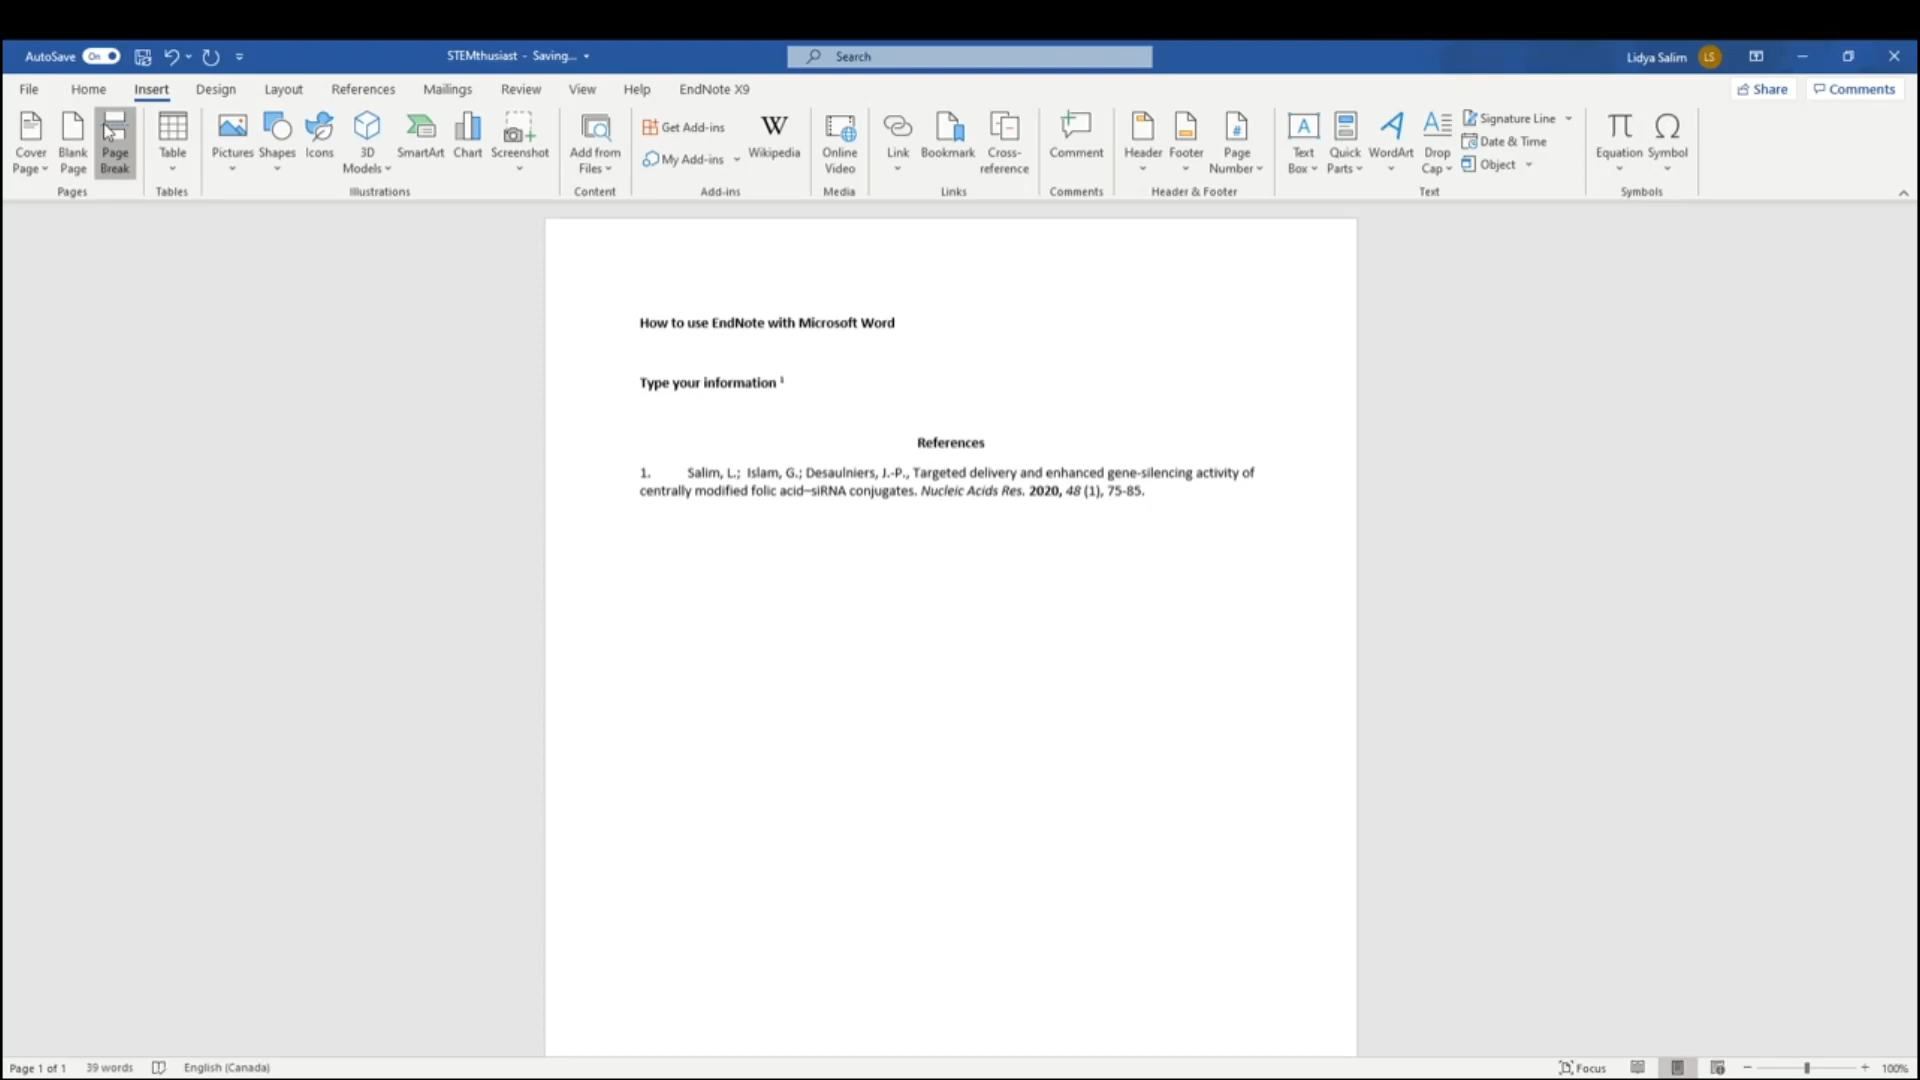 AutoSave On STEMthusiast - Saving... Search Lidya Salim LS
File Home Insert Design Layout References Mailings Review View Help EndNote X9 Share Comments
Cover Page Blank Page Page Break Pages
Table Tables
Pictures Shapes Icons 3D Models SmartArt Chart Screenshot Illustrations
Add from Files Content
Get Add-ins My Add-ins W Wikipedia Add-ins
Online Video Media
Link Bookmark Cross-reference Links
Comment Comments
Header Footer # Page Number Header & Footer
A Text Box Quick Parts A WordArt A Drop Cap Signature Line Date & Time Object Text
π Equation Ω Symbol Symbols
How to use EndNote with Microsoft Word
Type your information 1
References
1. Salim, L.; Islam, G.; Desaulniers, J.-P., Targeted delivery and enhanced gene-silencing activity of
centrally modified folic acid–siRNA conjugates. Nucleic Acids Res. 2020, 48 (1), 75-85.
Page 1 of 1 39 words English (Canada) Focus 100%